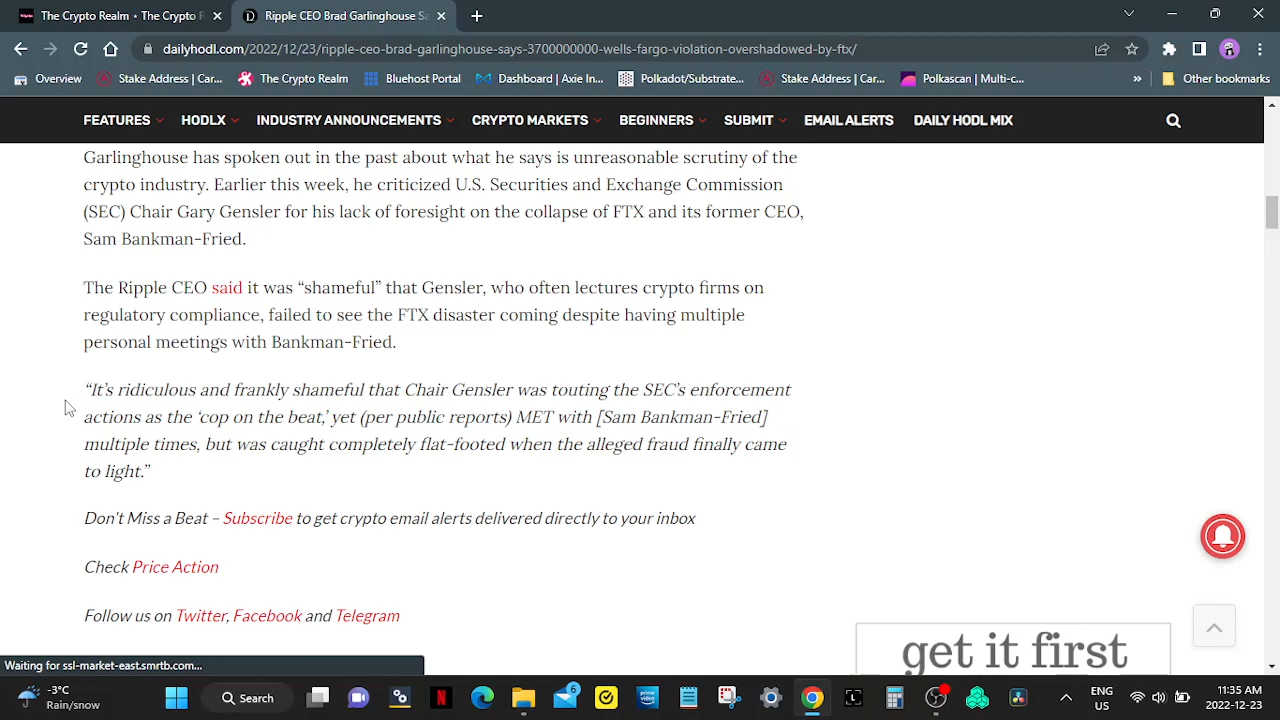 The Crypto Realm • The Crypto R
Ripple CEO Brad Garlinghouse Sa
dailyhodl.com/2022/12/23/ripple-ceo-brad-garlinghouse-says-3700000000-wells-fargo-violation-overshadowed-by-ftx/
Overview
Stake Address | Car...
The Crypto Realm
Bluehost Portal
Dashboard | Axie In...
Polkado/Substrate...
Stake Address | Car...
Polkascan | Multi-c...
»
Other bookmarks
FEATURES
HODLX
INDUSTRY ANNOUNCEMENTS
CRYPTO MARKETS
BEGINNERS
SUBMIT
EMAIL ALERTS
DAILY HODL MIX
Garlinghouse has spoken out in the past about what he says is unreasonable scrutiny of the
crypto industry. Earlier this week, he criticized U.S. Securities and Exchange Commission
(SEC) Chair Gary Gensler for his lack of foresight on the collapse of FTX and its former CEO,
Sam Bankman-Fried.
The Ripple CEO said it was “shameful” that Gensler, who often lectures crypto firms on
regulatory compliance, failed to see the FTX disaster coming despite having multiple
personal meetings with Bankman-Fried.
“It’s ridiculous and frankly shameful that Chair Gensler was touting the SEC’s enforcement
actions as the ‘cop on the beat,’ yet (per public reports) MET with [Sam Bankman-Fried]
multiple times, but was caught completely flat-footed when the alleged fraud finally came
to light.”
Don't Miss a Beat – Subscribe to get crypto email alerts delivered directly to your inbox
Check Price Action
Follow us on Twitter, Facebook and Telegram
get it first
Waiting for ssl-market-east.smrtb.com...
-3°C
Rain/snow
Search
6
prime video
ENG
US
11:35 AM
2022-12-23